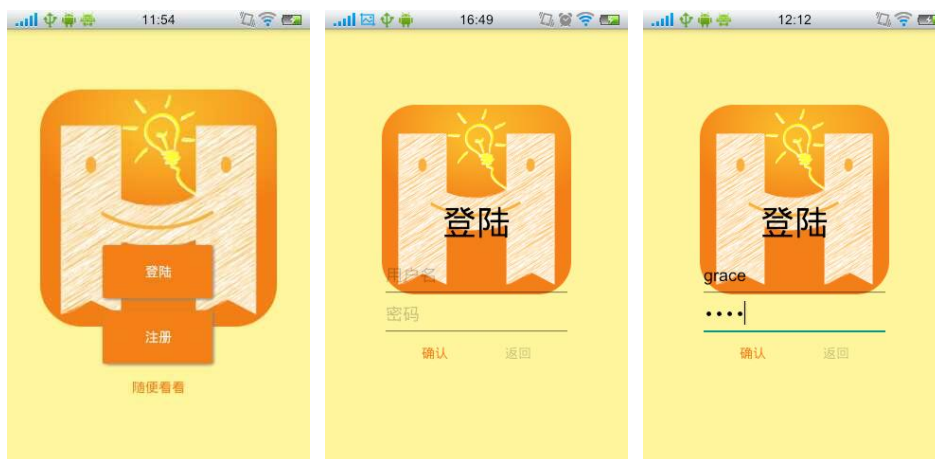 11:54
登陆
注册
随便看看
16:49
登陆
用户名
密码
确认 返回
12:12
登陆
grace
••••
确认 返回